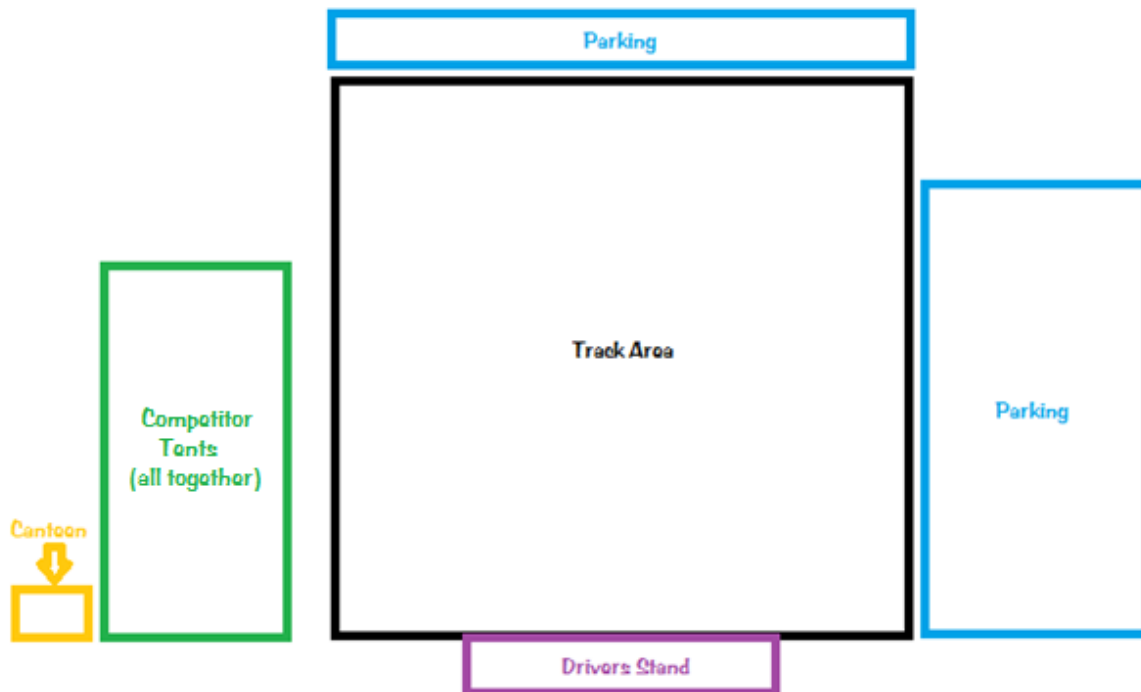 Parking
Track Area
Parking
Competitor
Tents
(all together)
Canteen
Drivers Stand